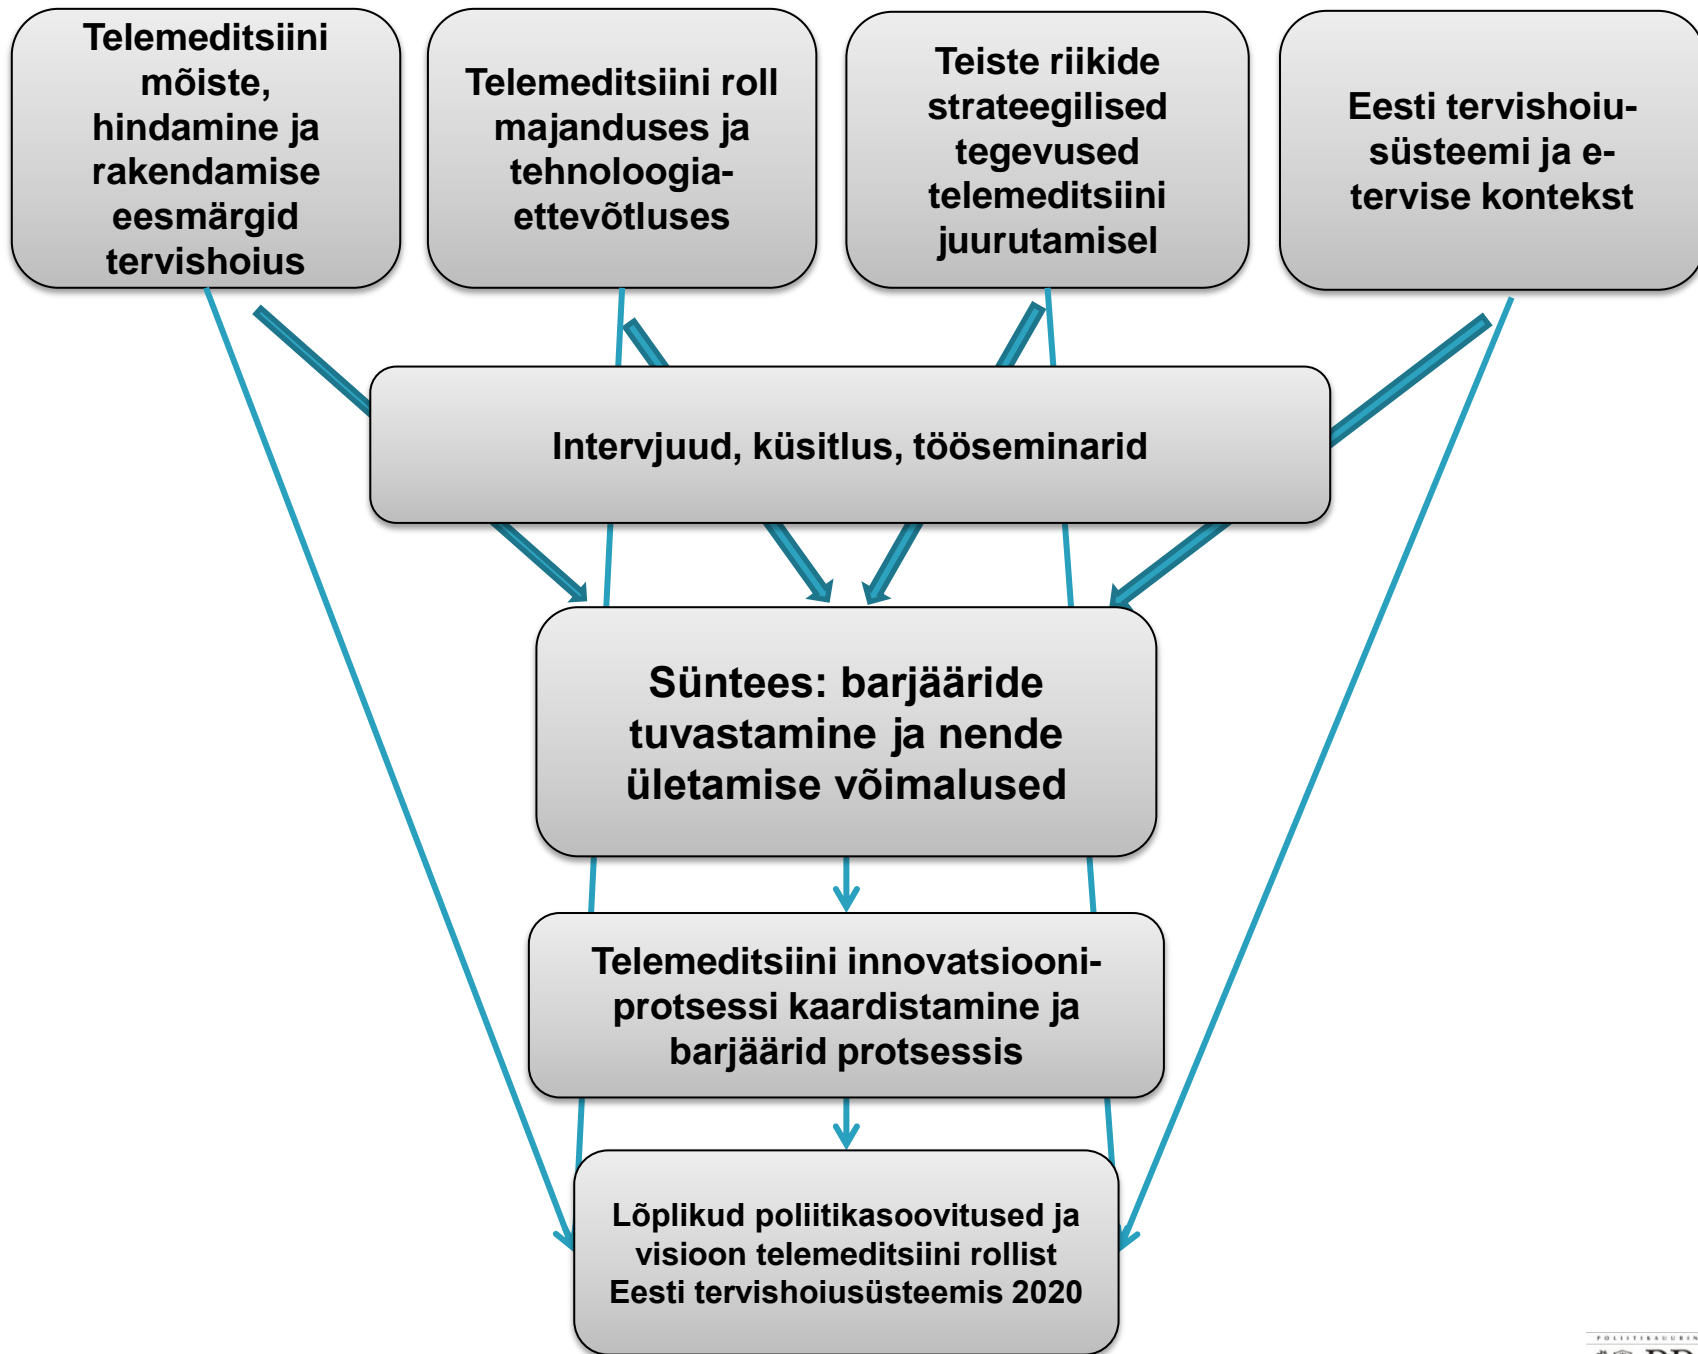 Telemeditsiini
mõiste,
hindamine ja
rakendamise
eesmärgid
tervishoius
Telemeditsiini roll
majanduses ja
tehnoloogia-
ettevõtluses
Teiste riikide
strateegilised
tegevused
telemeditsiini
juurutamisel
Eesti tervishoiu-
süsteemi ja e-
tervise kontekst
Intervjuud, küsitlus, tööseminarid
Süntees: barjääride
tuvastamine ja nende
ületamise võimalused
Telemeditsiini innovatsiooni-
protsessi kaardistamine ja
barjäärid protsessis
Lõplikud poliitikasoovitused ja
visioon telemeditsiini rollist
Eesti tervishoiusüsteemis 2020